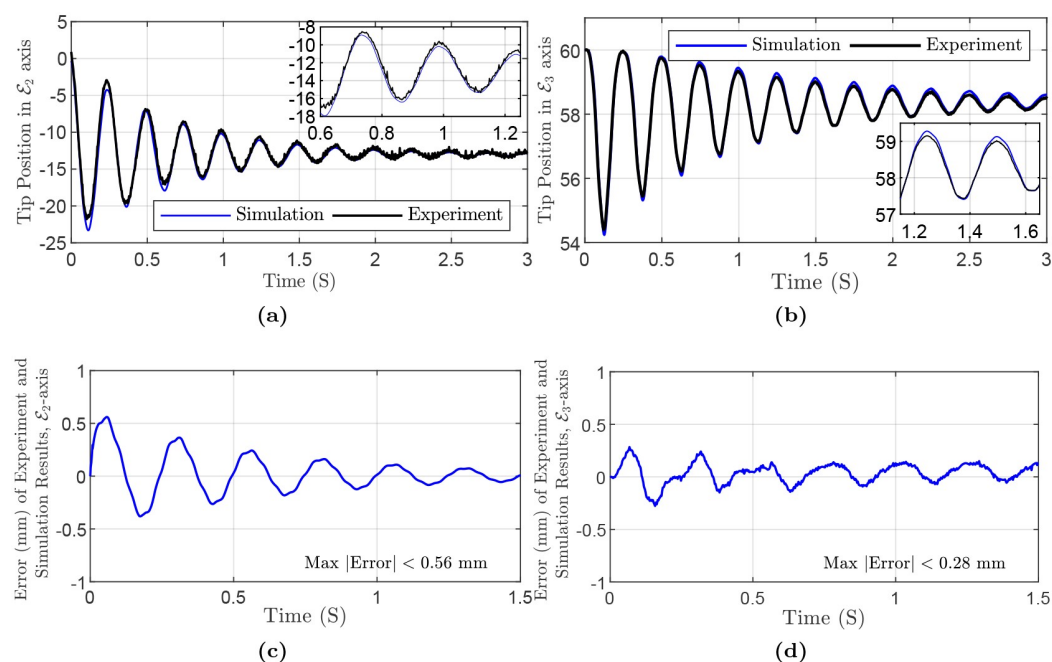 Tip Position in ℰ₂ axis
5
0
-5
-10
-15
-20
-25
-8
-10
-12
-14
-16
-18
0.6
0.8
1
1.2
Simulation
Experiment
0
0.5
1
1.5
2
2.5
3
Time (S)
(a)
Tip Position in ℰ₃ axis
60
58
56
54
Simulation
Experiment
59
58
57
1.2
1.4
1.6
0
0.5
1
1.5
2
2.5
3
Time (S)
(b)
Error (mm) of Experiment and
Simulation Results, ℰ₂-axis
1
0.5
0
-0.5
-1
Max |Error| < 0.56 mm
0
0.5
1
1.5
Time (S)
(c)
Error (mm) of Experiment and
Simulation Results, ℰ₃-axis
1
0.5
0
-0.5
-1
Max |Error| < 0.28 mm
0
0.5
1
1.5
Time (S)
(d)